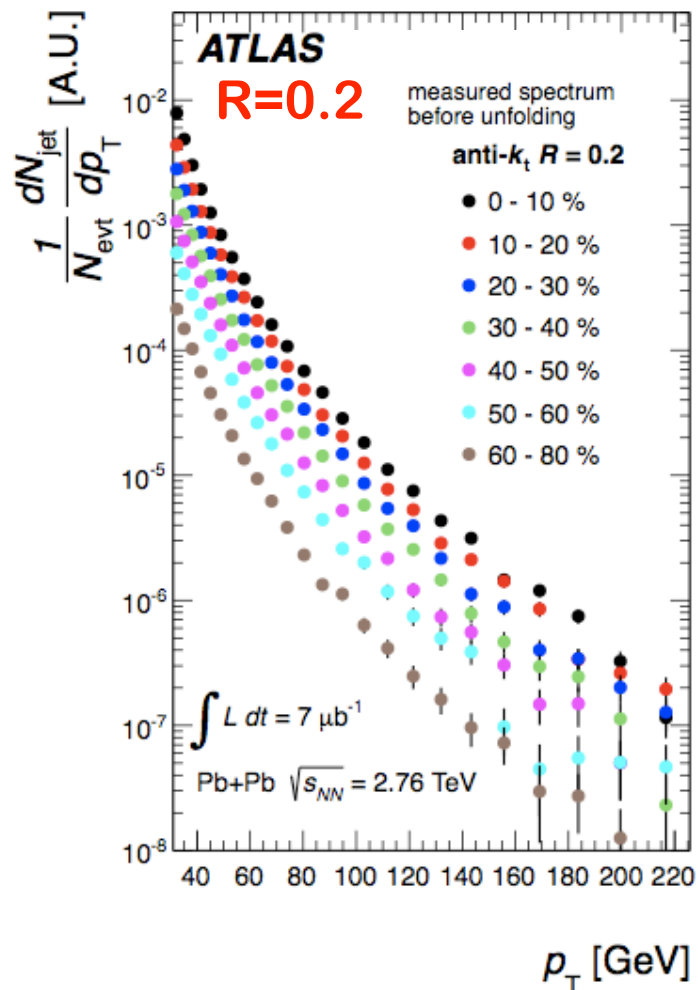 ATLAS
R=0.2
measured spectrum
before unfolding
anti-kt R = 0.2
0 - 10 %
10 - 20 %
20 - 30 %
30 - 40 %
40 - 50 %
50 - 60 %
60 - 80 %
1/Nevt dNjet/dpT [A.U.]
10-2
10-3
10-4
10-5
10-6
10-7
10-8
∫ L dt = 7 μb-1
Pb+Pb √sNN = 2.76 TeV
40 60 80 100 120 140 160 180 200 220
pT [GeV]